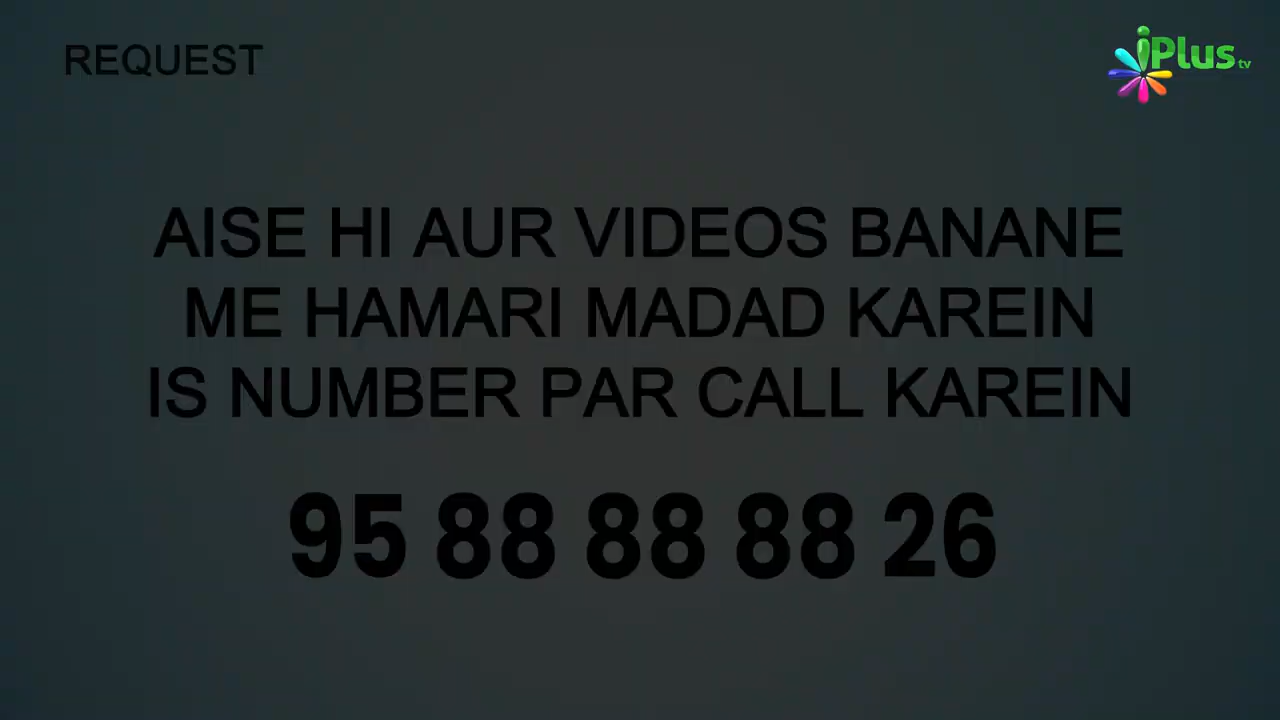 REQUEST
iPlus tv
AISE HI AUR VIDEOS BANANE
ME HAMARI MADAD KAREIN
IS NUMBER PAR CALL KAREIN
95 88 88 88 26